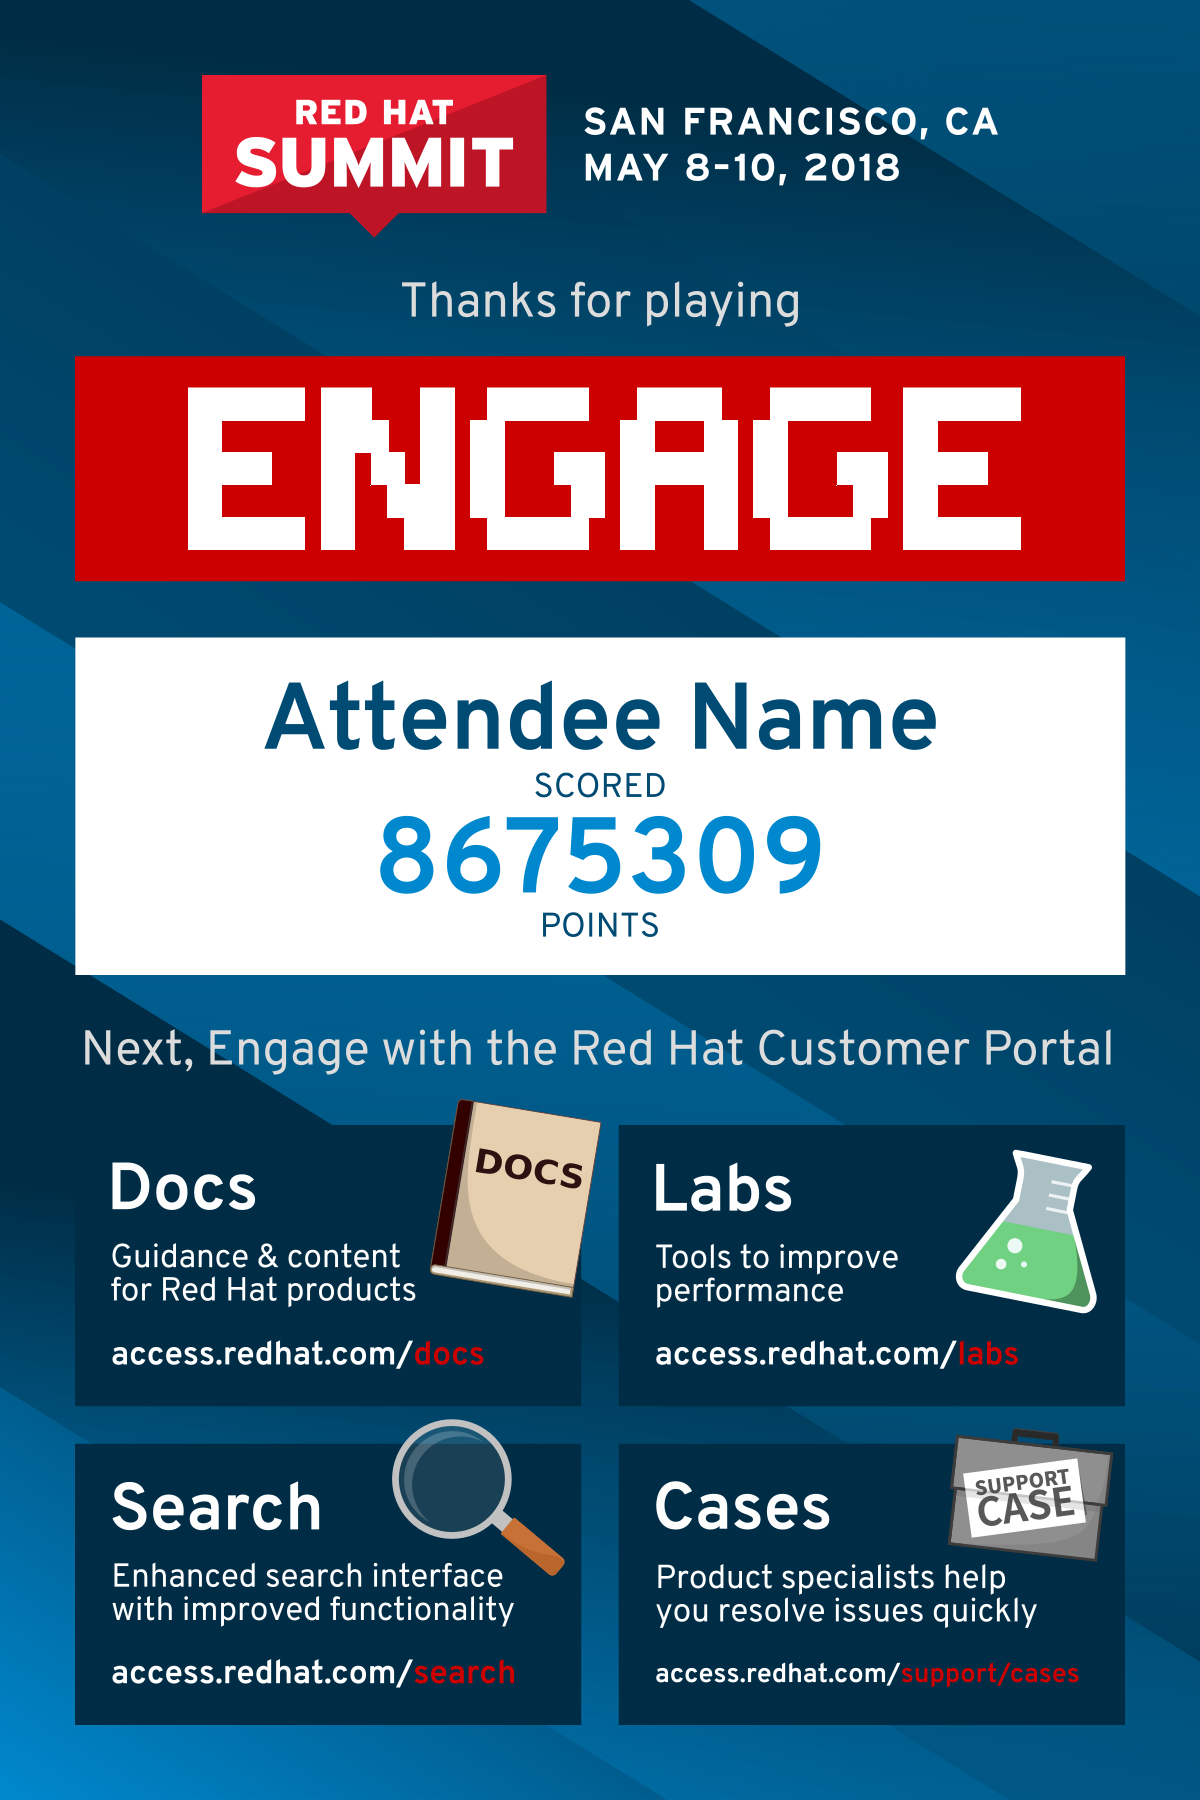 RED HAT
SUMMIT
SAN FRANCISCO, CA
MAY 8-10, 2018
Thanks for playing
ENGAGE
Attendee Name
SCORED
8675309
POINTS
Next, Engage with the Red Hat Customer Portal
Docs
DOCS
Guidance & content
for Red Hat products
access.redhat.com/docs
Labs
Tools to improve
performance
access.redhat.com/labs
Search
Enhanced search interface
with improved functionality
access.redhat.com/search
Cases
SUPPORT
CASE
Product specialists help
you resolve issues quickly
access.redhat.com/support/cases